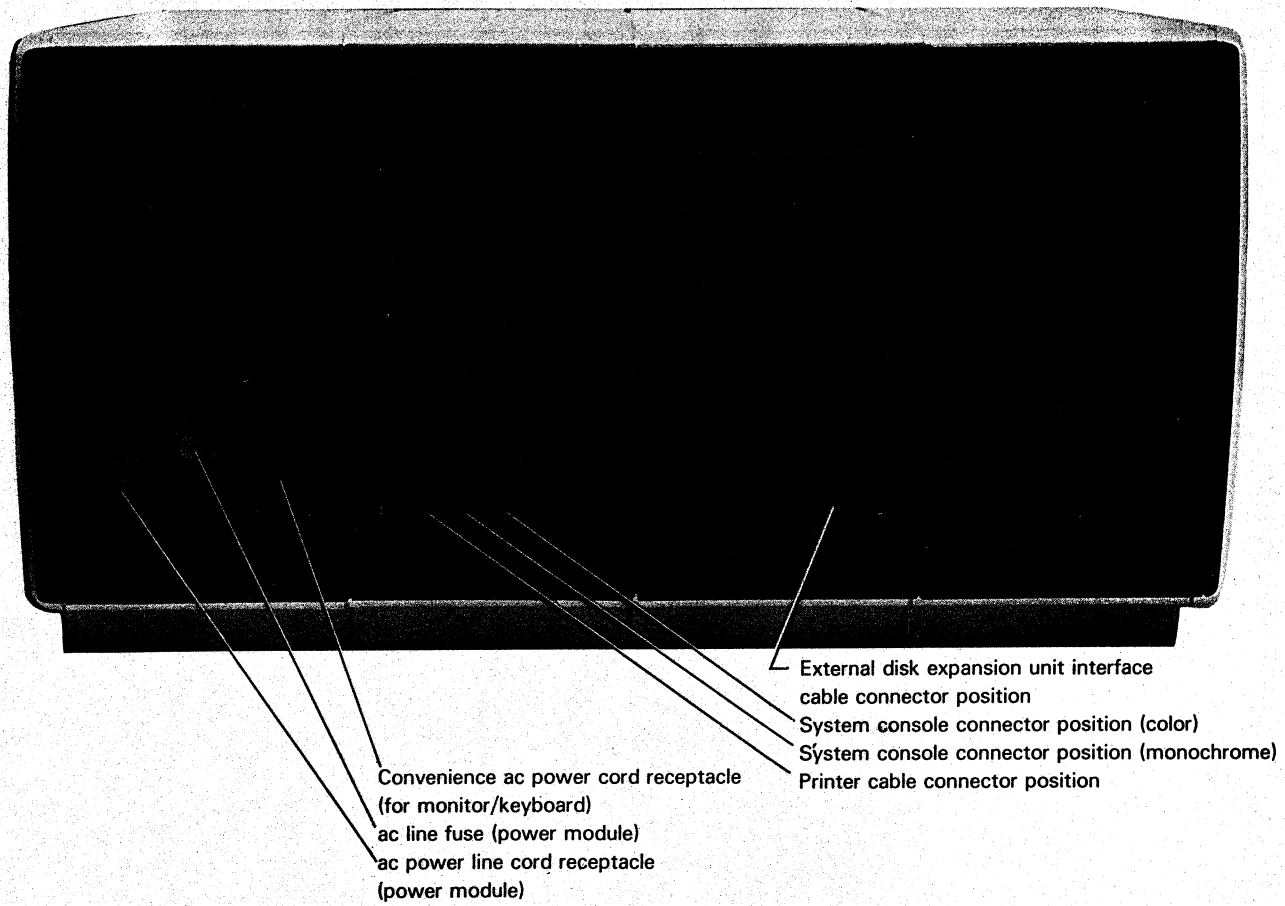 External disk expansion unit interface
cable connector position
System console connector position (color)
System console connector position (monochrome)
Printer cable connector position
Convenience ac power cord receptacle
(for monitor/keyboard)
ac line fuse (power module)
ac power line cord receptacle
(power module)